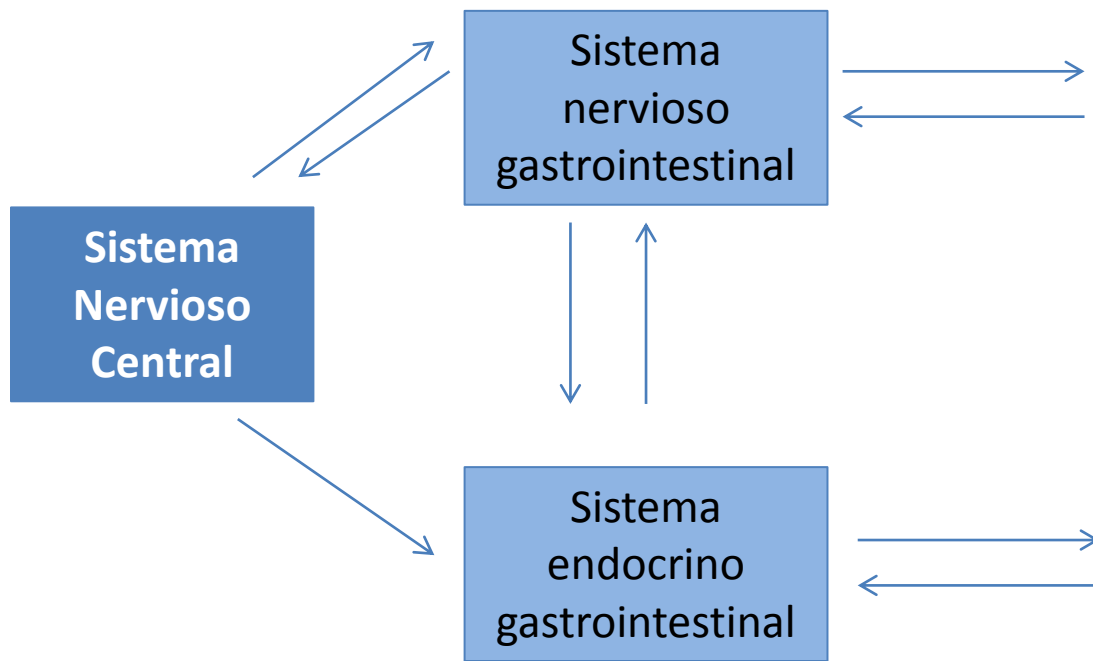 Sistema
nervioso
gastrointestinal
Sistema
Nervioso
Central
Sistema
endocrino
gastrointestinal